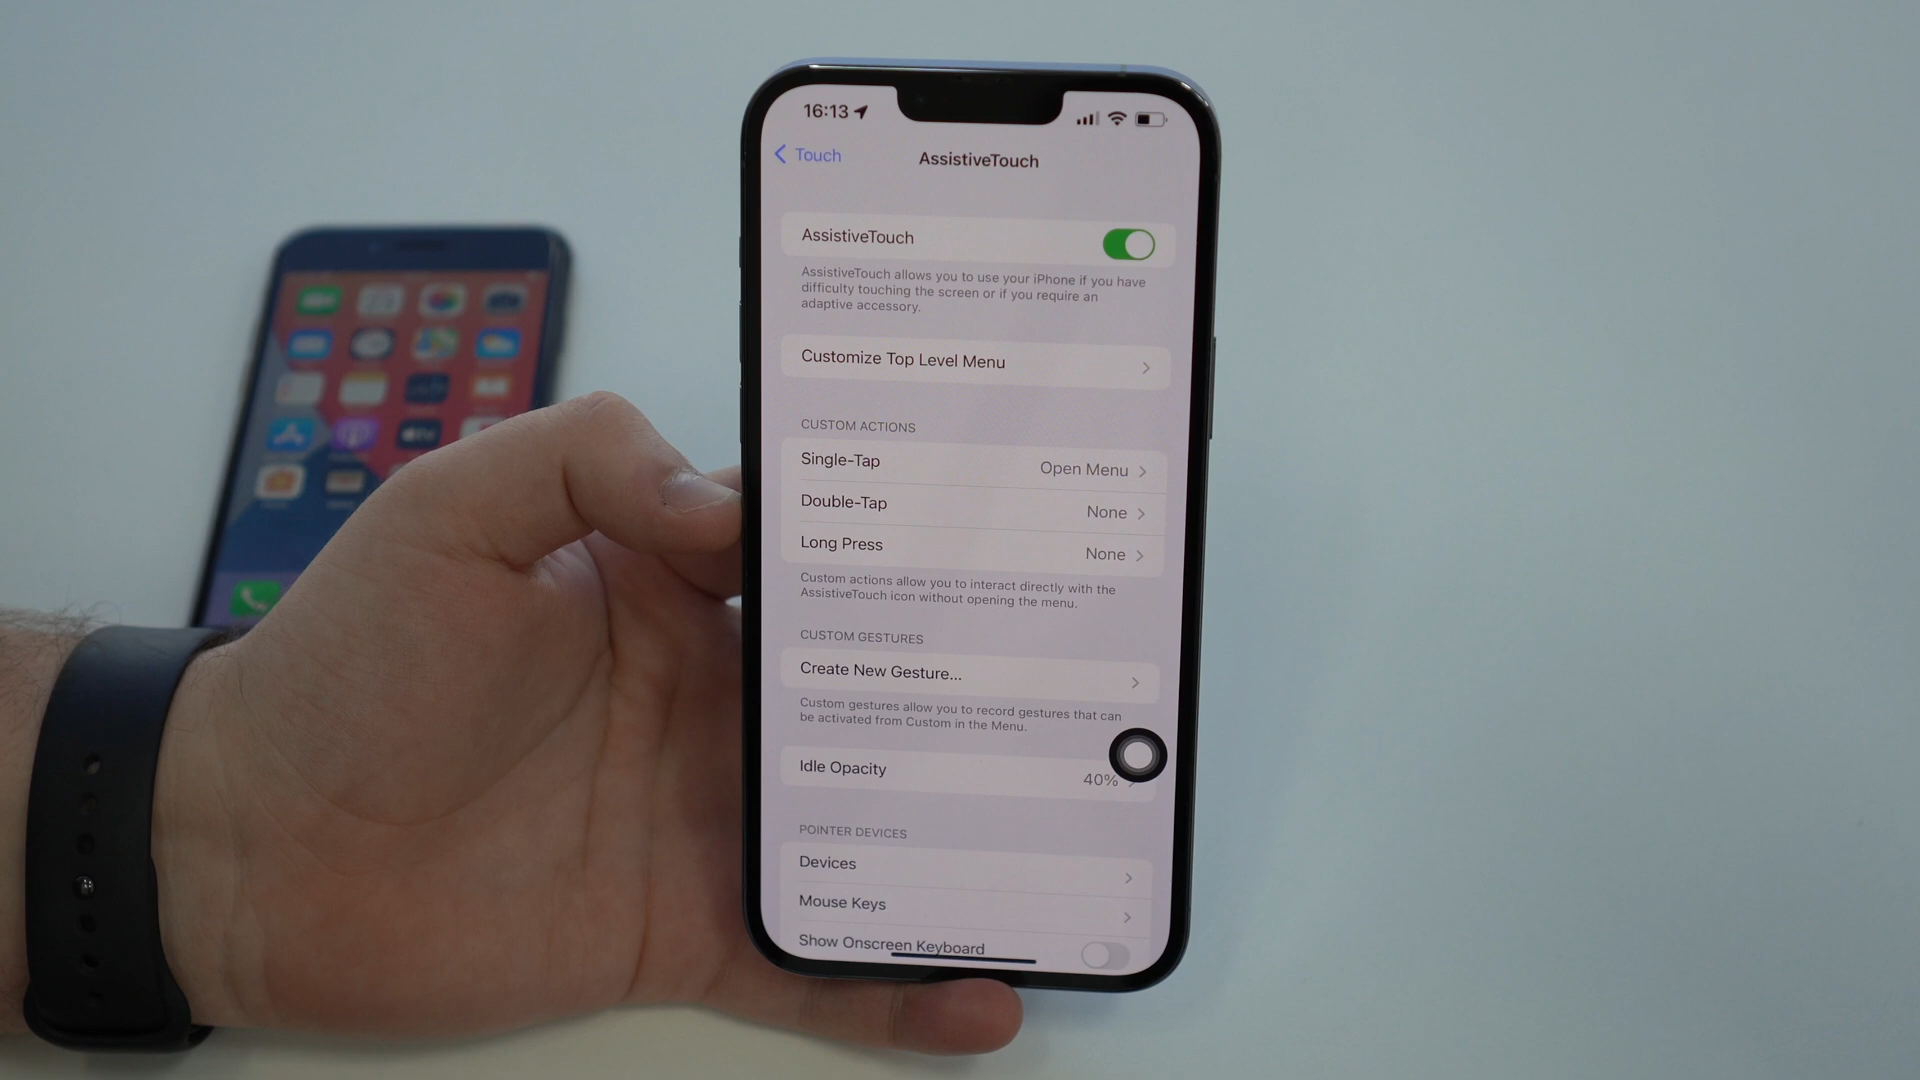 16:13
Touch
AssistiveTouch
AssistiveTouch
AssistiveTouch allows you to use your iPhone if you have
difficulty touching the screen or if you require an
adaptive accessory.
Customize Top Level Menu
CUSTOM ACTIONS
Single-Tap Open Menu
Double-Tap None
Long Press None
Custom actions allow you to interact directly with the
AssistiveTouch icon without opening the menu.
CUSTOM GESTURES
Create New Gesture...
Custom gestures allow you to record gestures that can
be activated from Custom in the Menu.
Idle Opacity 40%
POINTER DEVICES
Devices
Mouse Keys
Show Onscreen Keyboard